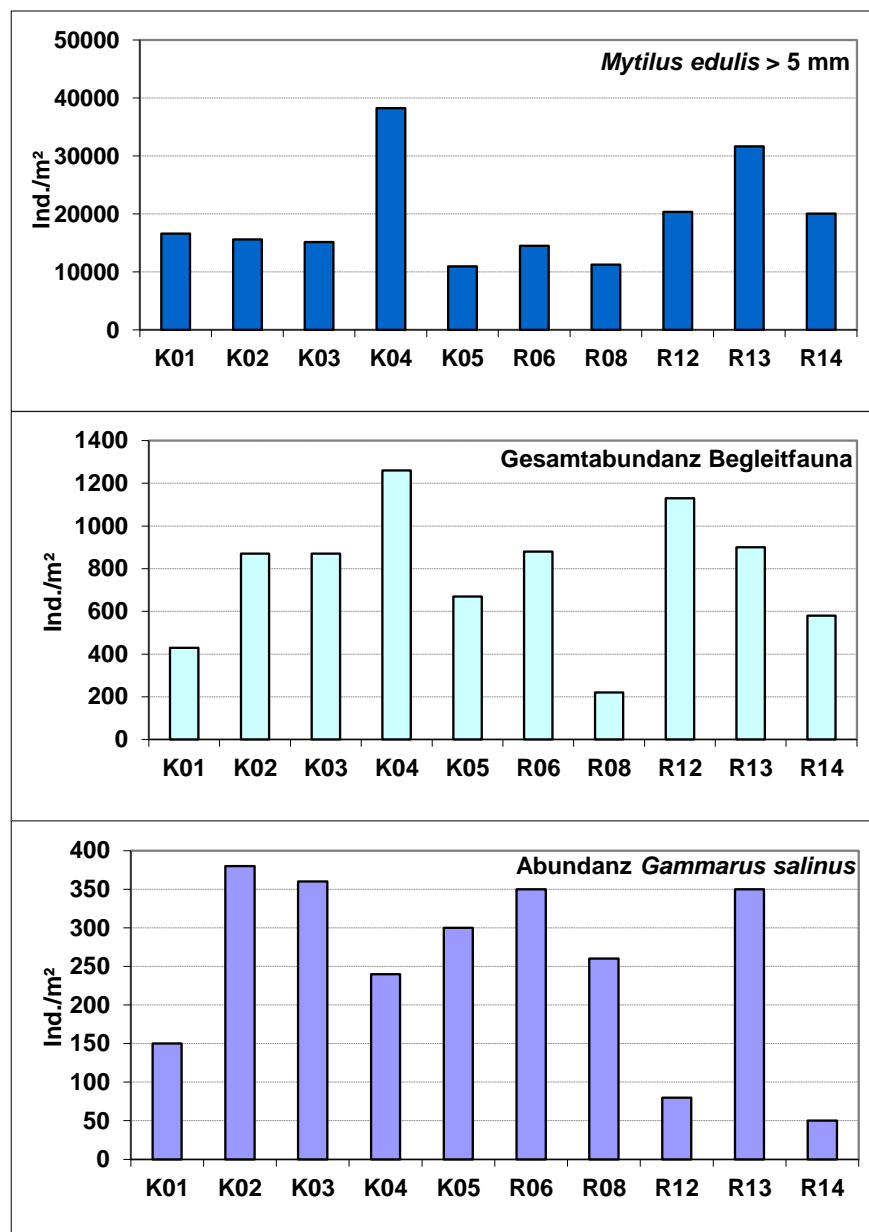 50000
Mytilus edulis > 5 mm
40000
30000
20000
10000
0
Ind./m²
K01 K02 K03 K04 K05 R06 R08 R12 R13 R14
1400
Gesamtabundanz Begleitfauna
1200
1000
800
600
400
200
0
Ind./m²
K01 K02 K03 K04 K05 R06 R08 R12 R13 R14
400
Abundanz Gammarus salinus
350
300
250
200
150
100
50
0
Ind./m²
K01 K02 K03 K04 K05 R06 R08 R12 R13 R14